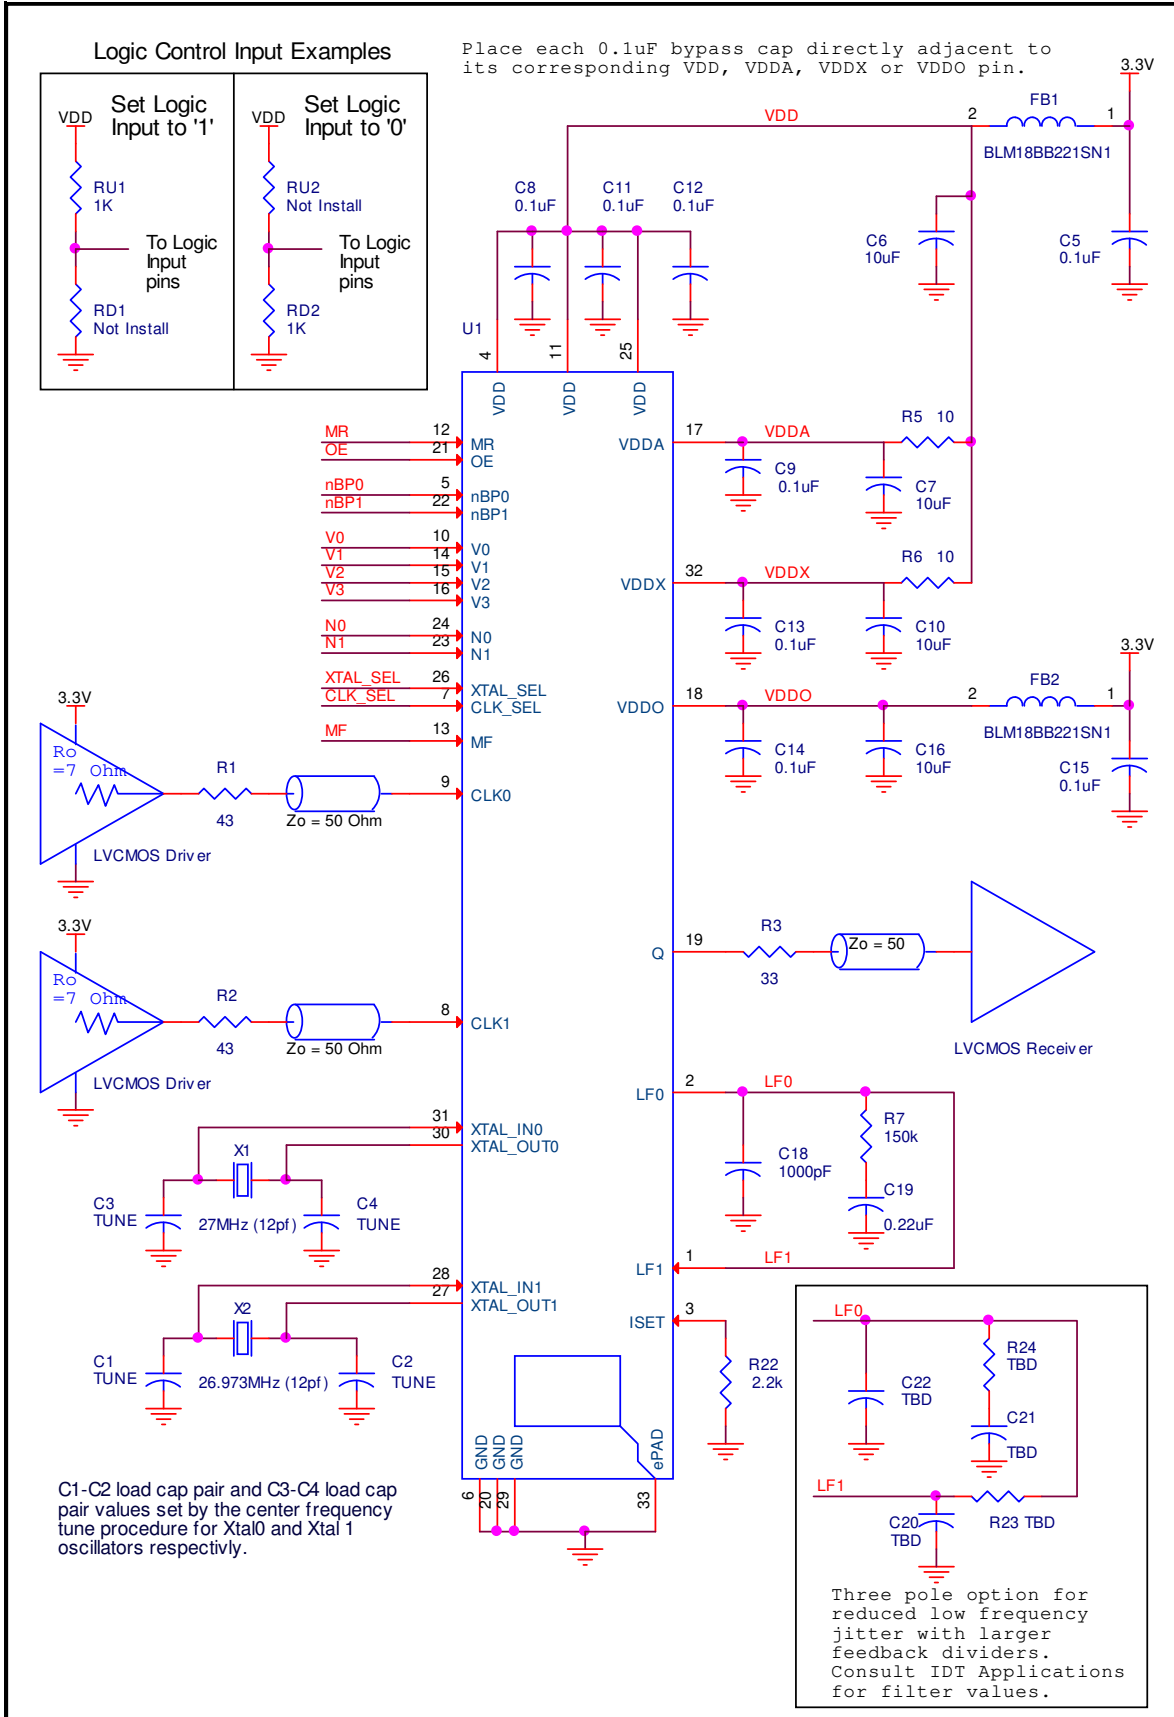 Logic Control Input Examples
Place each 0.1uF bypass cap directly adjacent to
its corresponding VDD, VDDA, VDDX or VDDO pin.
VDD
Set Logic
Input to '1'
RU1
1K
To Logic
Input
pins
RD1
Not Install
VDD
Set Logic
Input to '0'
RU2
Not Install
To Logic
Input
pins
RD2
1K
3.3V
VDD
2
FB1
1
BLM18BB221SN1
C8
0.1uF
C11
0.1uF
C12
0.1uF
C6
10uF
C5
0.1uF
U1
4
11
25
VDD
VDD
VDD
MR
12
MR
OE
21
OE
nBP0
5
nBP0
nBP1
22
nBP1
V0
10
V0
V1
14
V1
V2
15
V2
V3
16
V3
N0
24
N0
N1
23
N1
XTAL_SEL
26
XTAL_SEL
CLK_SEL
7
CLK_SEL
MF
13
MF
VDDA
17
VDDA
R5 10
C9
0.1uF
C7
10uF
VDDX
32
VDDX
R6 10
C13
0.1uF
C10
10uF
VDDO
18
VDDO
2
FB2
1
3.3V
BLM18BB221SN1
C14
0.1uF
C16
10uF
C15
0.1uF
3.3V
Ro
=7 Ohm
R1
43
Zo = 50 Ohm
9
CLK0
LVCMOS Driver
3.3V
Ro
=7 Ohm
R2
43
Zo = 50 Ohm
8
CLK1
LVCMOS Driver
Q
19
R3
33
Zo = 50
LVCMOS Receiver
LF0
2
LF0
C18
1000pF
R7
150k
C19
0.22uF
LF1
1
LF1
31
XTAL_IN0
30
XTAL_OUT0
X1
C3
TUNE
27MHz (12pf)
C4
TUNE
28
XTAL_IN1
27
XTAL_OUT1
X2
C1
TUNE
26.973MHz (12pf)
C2
TUNE
ISET
3
R22
2.2k
GND
GND
GND
ePAD
6
20
29
33
C1-C2 load cap pair and C3-C4 load cap
pair values set by the center frequency
tune procedure for Xtal0 and Xtal 1
oscillators respectivly.
LF0
R24
TBD
C22
TBD
C21
TBD
LF1
C20
TBD
R23 TBD
Three pole option for
reduced low frequency
jitter with larger
feedback dividers.
Consult IDT Applications
for filter values.